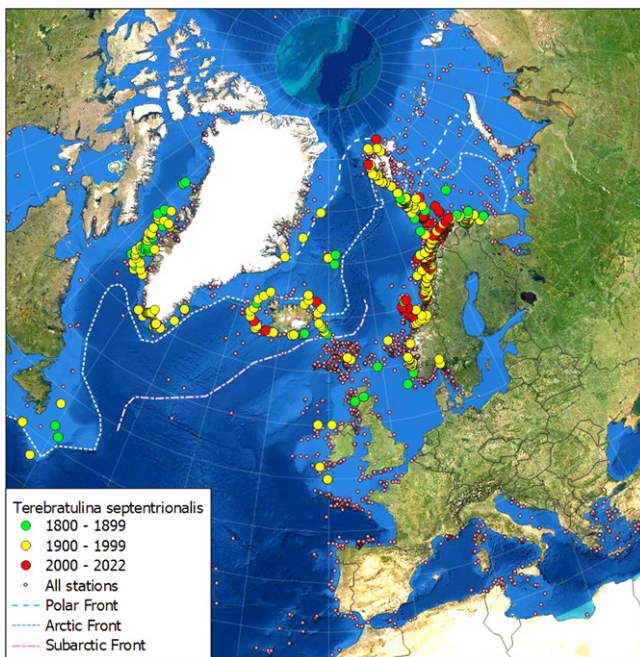 Terebratulina septentrionalis
1800 - 1899
1900 - 1999
2000 - 2022
All stations
Polar Front
Arctic Front
Subarctic Front